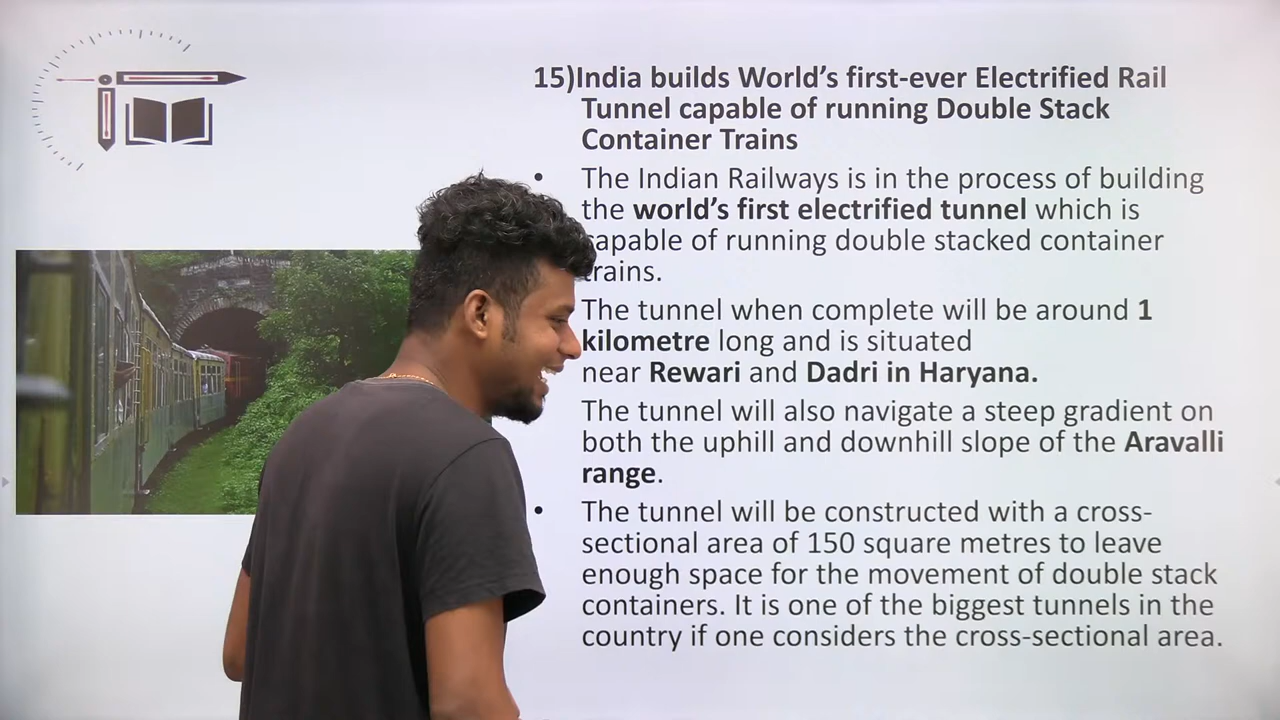 15)India builds World's first-ever Electrified Rail
Tunnel capable of running Double Stack
Container Trains
• The Indian Railways is in the process of building
the world's first electrified tunnel which is
capable of running double stacked container
trains.
The tunnel when complete will be around 1
kilometre long and is situated
near Rewari and Dadri in Haryana.
The tunnel will also navigate a steep gradient on
both the uphill and downhill slope of the Aravalli
range.
• The tunnel will be constructed with a cross-
sectional area of 150 square metres to leave
enough space for the movement of double stack
containers. It is one of the biggest tunnels in the
country if one considers the cross-sectional area.